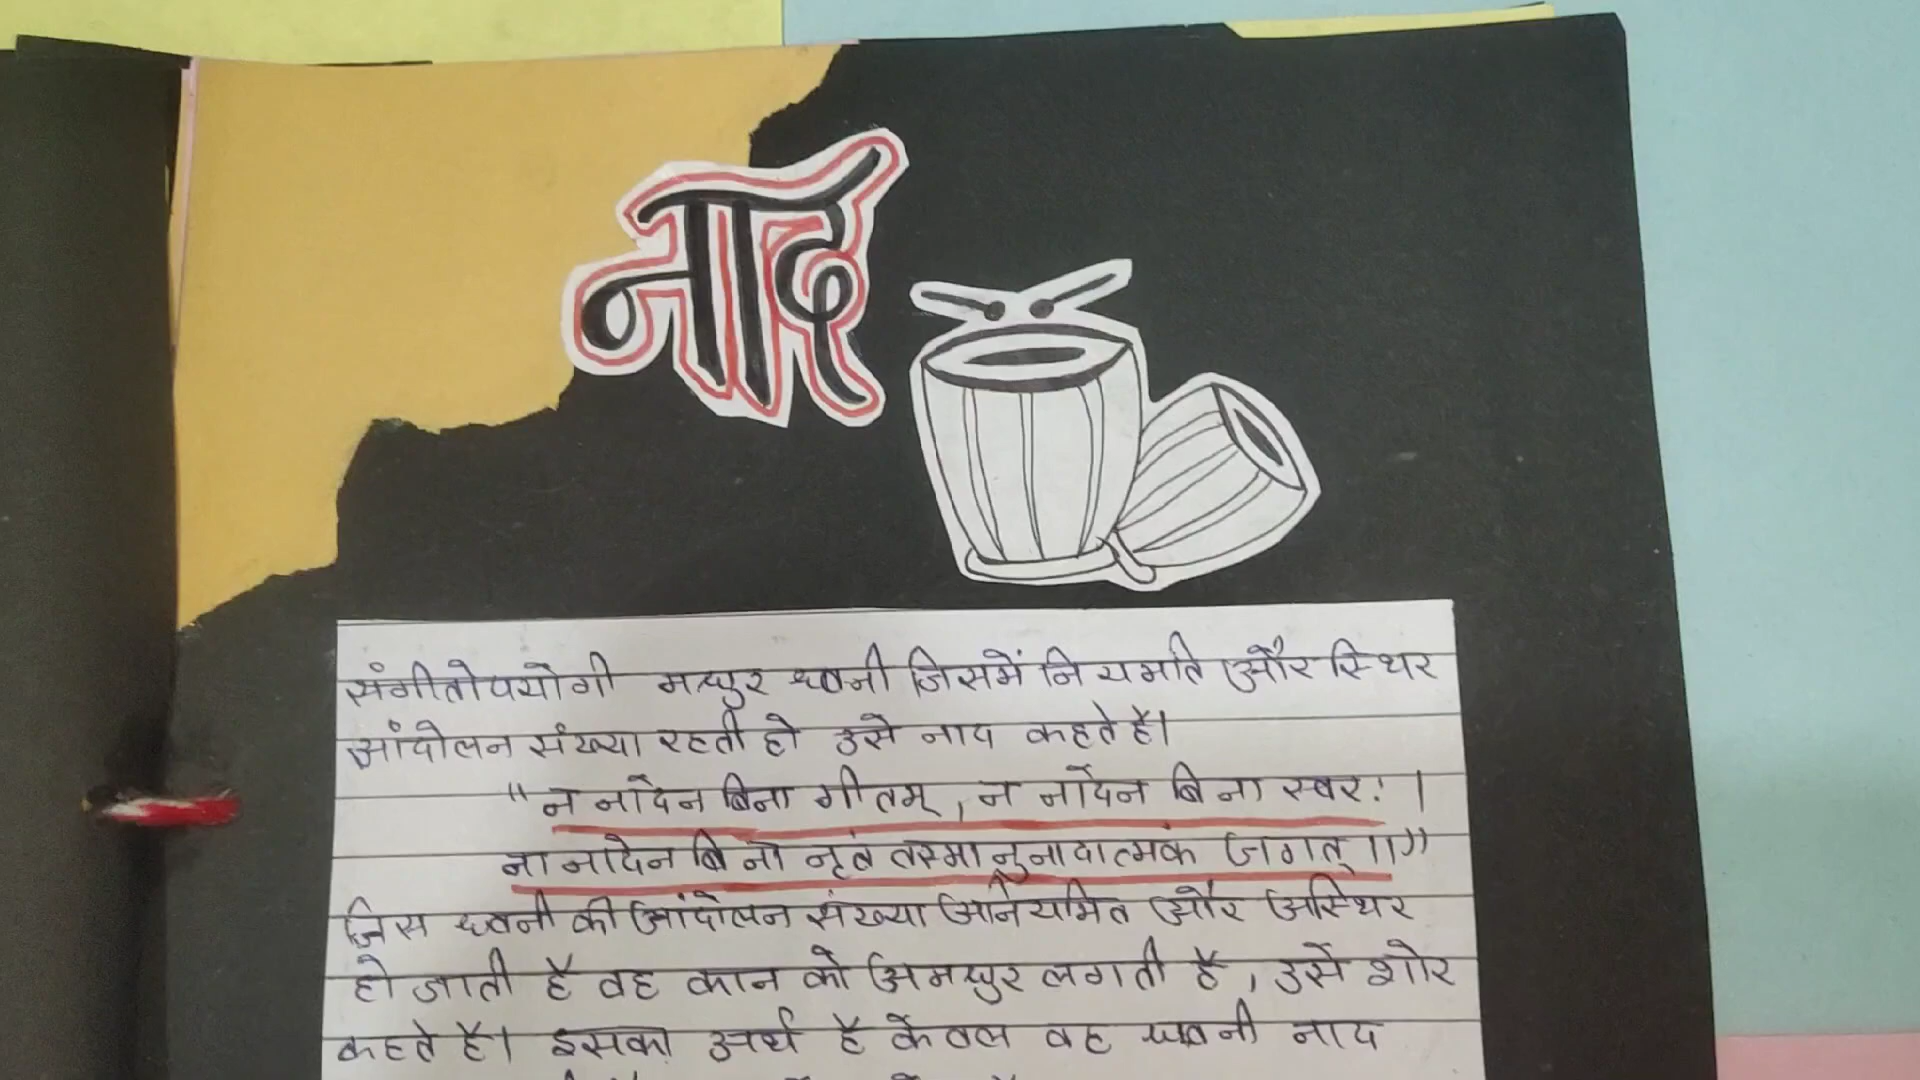 नाद
संगीतोपयोगी मधुर ध्वनी जिसमें नियमति और स्थिर
आंदोलन संख्या रहती हो उसे नाद कहते है।
"न नादेन बिना गीतम्, न नादेन बिना स्वर: ।
ना नादेन बिना नृतं तस्मानुनादात्मकं जगत् ।।"
जिस ध्वनी की आंदोलन संख्या अनियमित और अस्थिर
हो जाती है वह कान को अमधुर लगती है, उसे शोर
कहते है। इसका अर्थ है केवल वह ध्वनी नाद